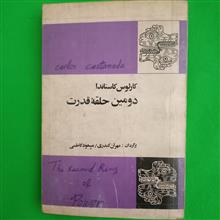 carlos castaneda
کارلوس کاستاندا
دومین حلقه قدرت
برگردان : مهران کندری / مسعود کاظمی
The second Ring
of
Power